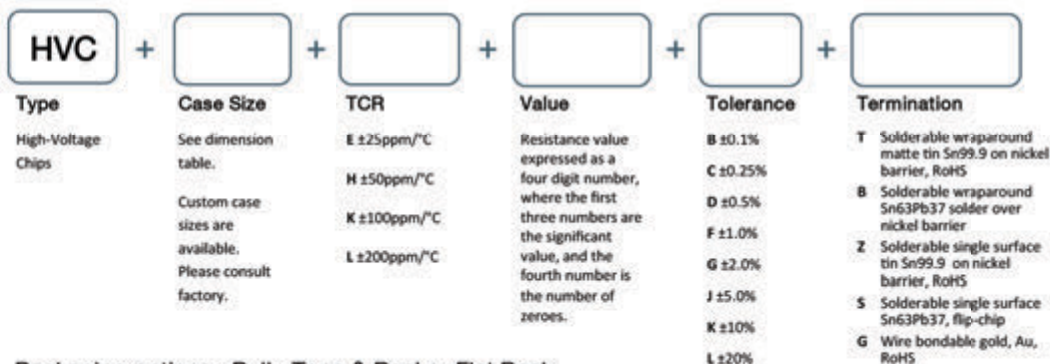 HVC + + + + +
Type
High-Voltage
Chips
Case Size
See dimension
table.
Custom case
sizes are
available.
Please consult
factory.
TCR
E ±25ppm/°C
H ±50ppm/°C
K ±100ppm/°C
L ±200ppm/°C
Value
Resistance value
expressed as a
four digit number,
where the first
three numbers are
the significant
value, and the
fourth number is
the number of
zeroes.
Tolerance
B ±0.1%
C ±0.25%
D ±0.5%
F ±1.0%
G ±2.0%
J ±5.0%
K ±10%
L ±20%
Termination
T Solderable wraparound
matte tin Sn99.9 on nickel
barrier, RoHS
B Solderable wraparound
Sn63Pb37 solder over
nickel barrier
Z Solderable single surface
tin Sn99.9 on nickel
barrier, RoHS
S Solderable single surface
Sn63Pb37, flip-chip
G Wire bondable gold, Au,
RoHS